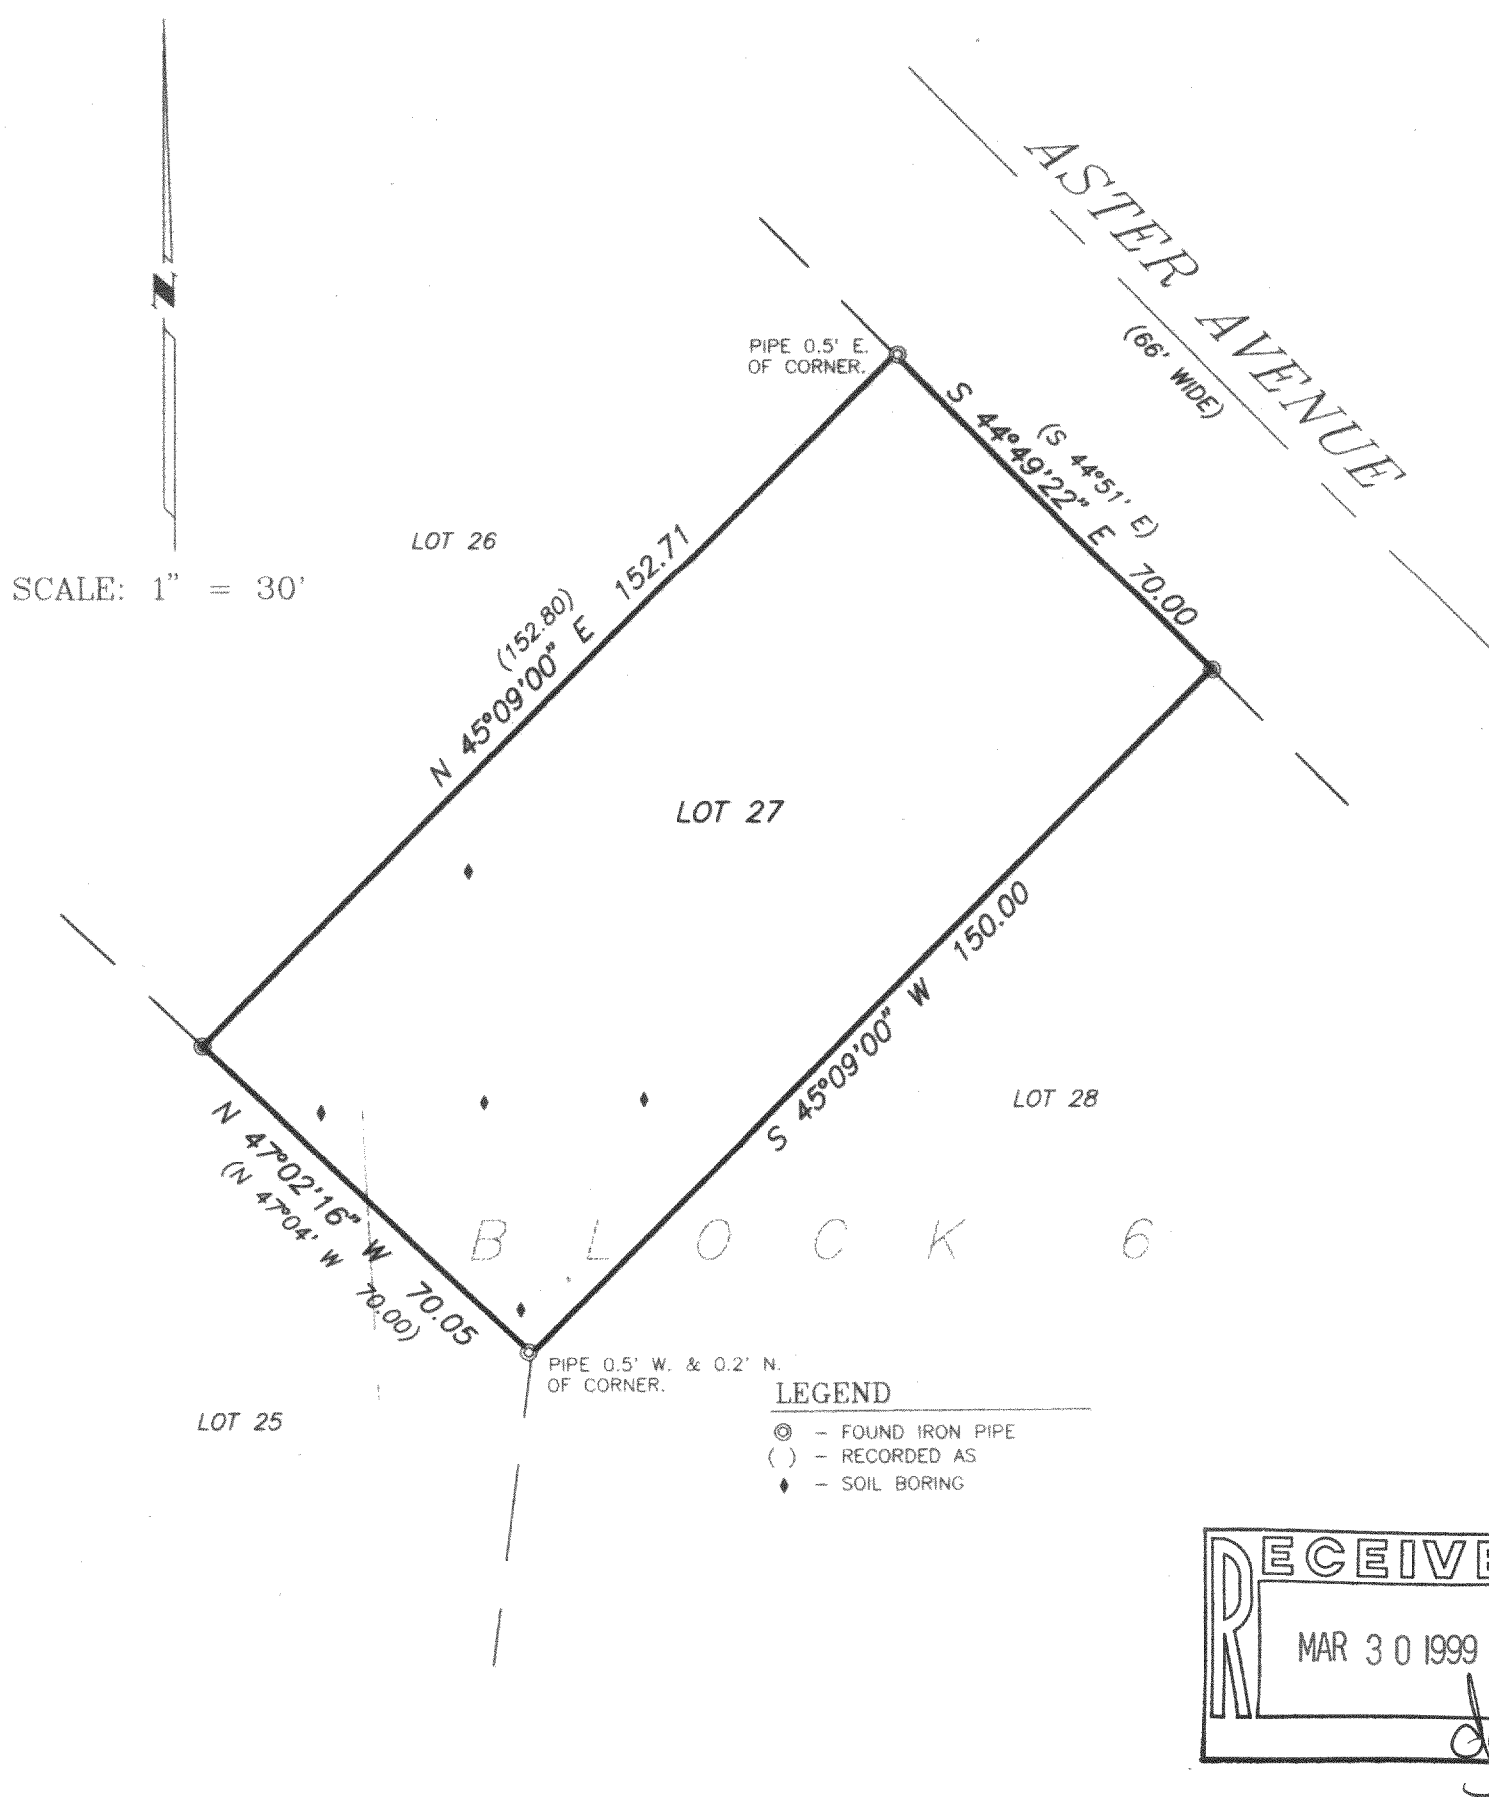 ASTER AVENUE
(66' WIDE)
N
PIPE 0.5' E.
OF CORNER.
S 44°49'22" E 70.00
(S 44°51' E)
LOT 26
SCALE: 1" = 30'
N 45°09'00" E 152.71
(152.80)
LOT 27
S 45°09'00" W 150.00
LOT 28
N 47°02'16" W 70.05
(N 47°04' W 70.00)
BLOCK 6
PIPE 0.5' W. & 0.2' N.
OF CORNER.
LOT 25
LEGEND
– FOUND IRON PIPE
( ) – RECORDED AS
– SOIL BORING
RECEIVE
MAR 30 1999